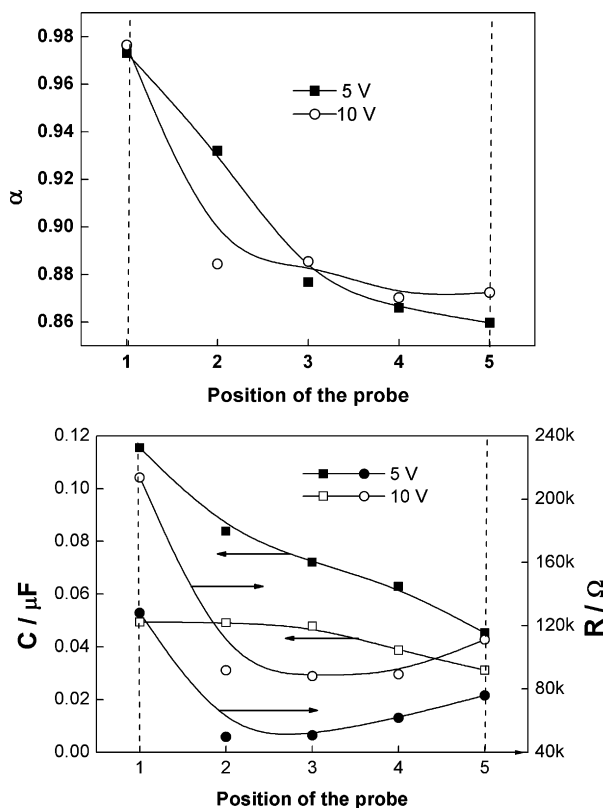 0.98
0.96
0.94
0.92
0.90
0.88
0.86
α
5 V
10 V
1 2 3 4 5
Position of the probe
0.12
0.10
0.08
0.06
0.04
0.02
0.00
C / μF
5 V
10 V
240k
200k
160k
120k
80k
40k
R / Ω
1 2 3 4 5
Position of the probe